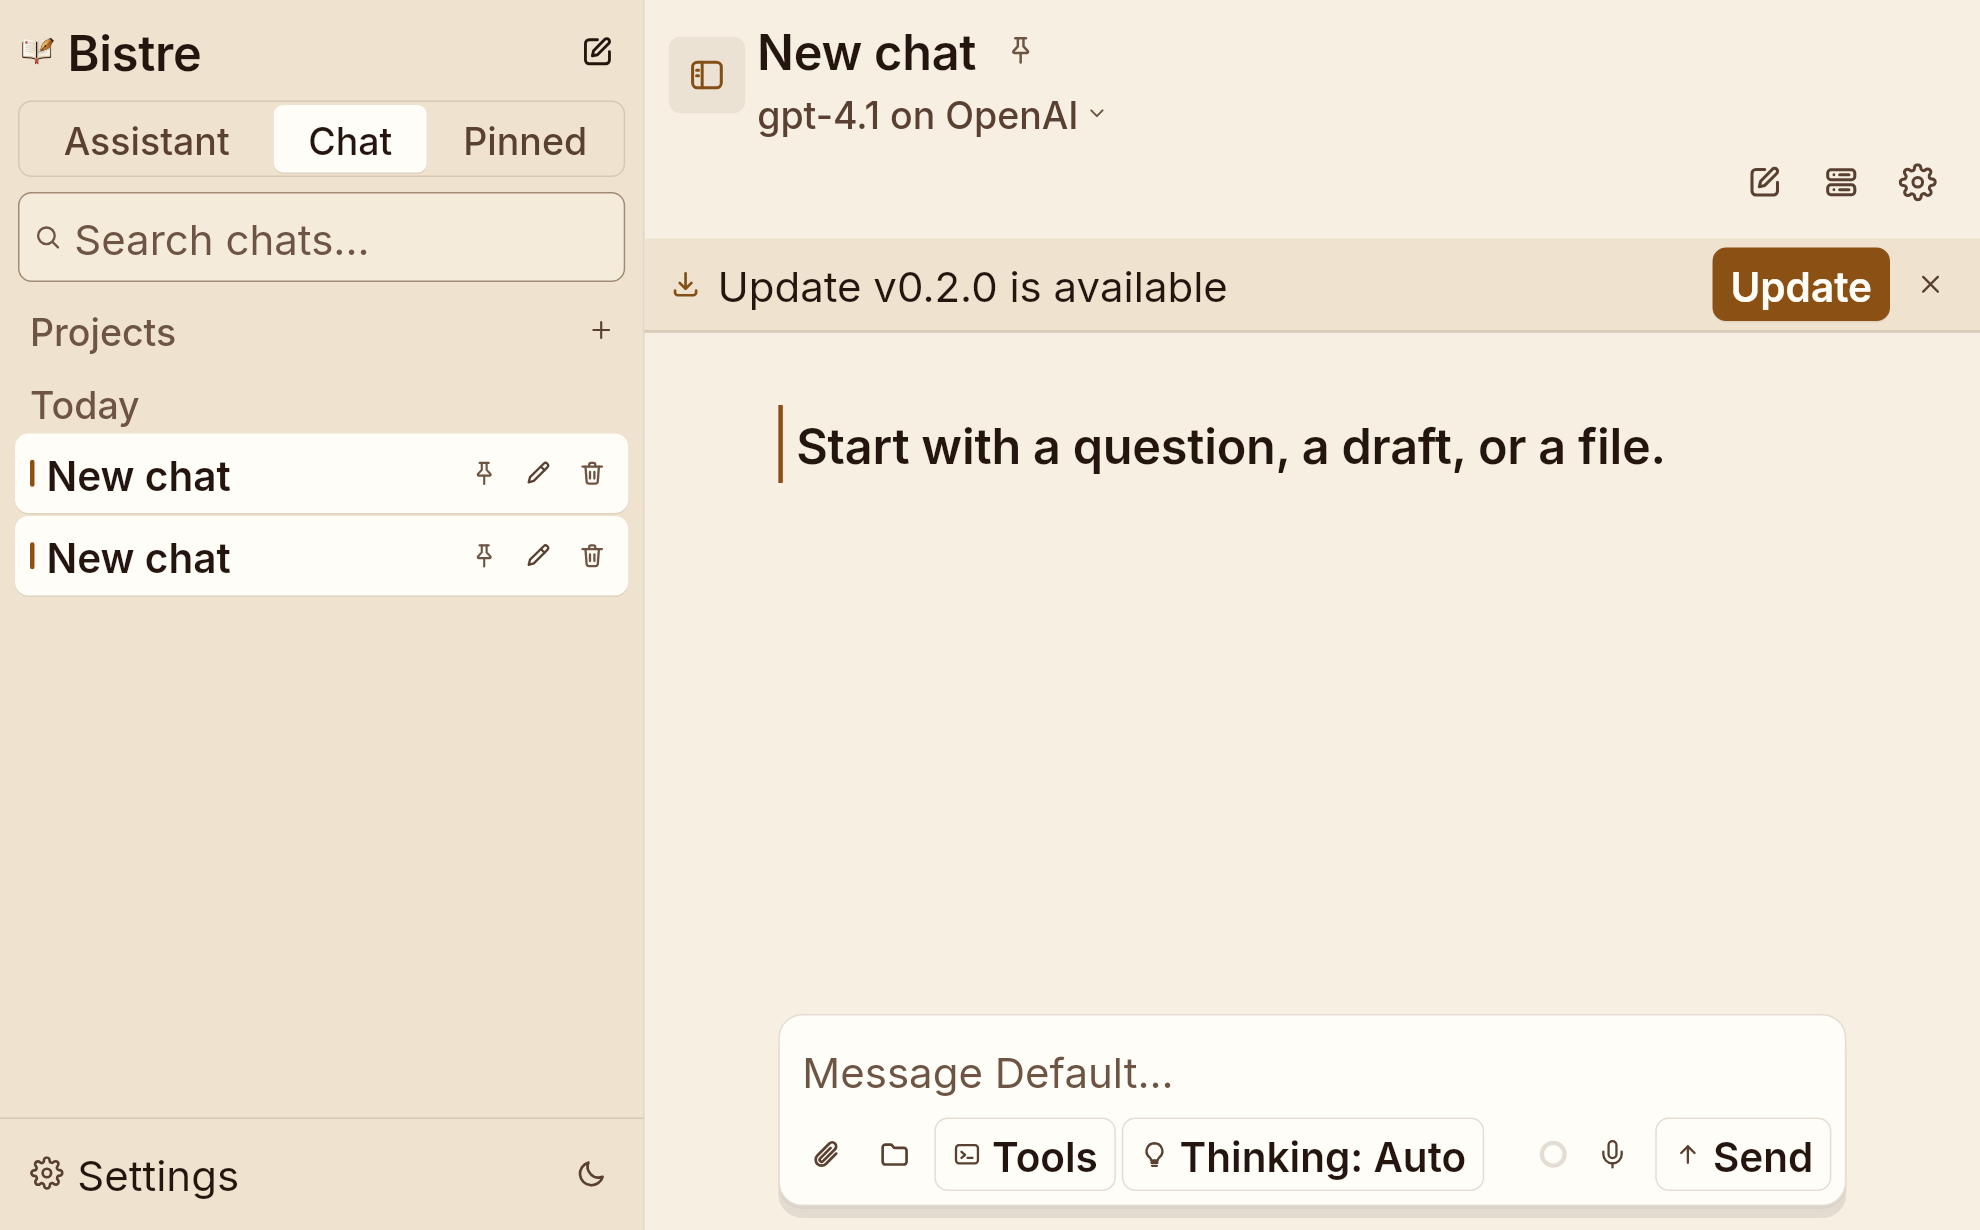 Bistre
Assistant
Chat
Pinned
Search chats...
Projects
Today
New chat
New chat
Settings
New chat
gpt-4.1 on OpenAI
Update v0.2.0 is available
Update
Start with a question, a draft, or a file.
Message Default...
Tools
Thinking: Auto
Send